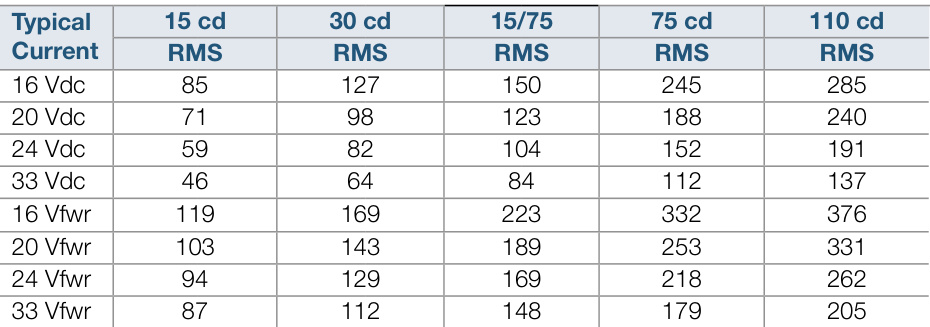 Typical Current 15 cd 30 cd 15/75 75 cd 110 cd
RMS RMS RMS RMS RMS
16 Vdc 85 127 150 245 285
20 Vdc 71 98 123 188 240
24 Vdc 59 82 104 152 191
33 Vdc 46 64 84 112 137
16 Vfwr 119 169 223 332 376
20 Vfwr 103 143 189 253 331
24 Vfwr 94 129 169 218 262
33 Vfwr 87 112 148 179 205